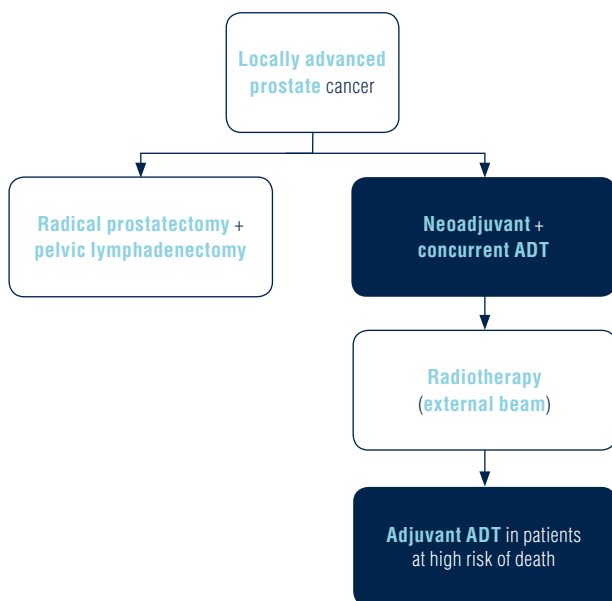 Locally advanced
prostate cancer
Radical prostatectomy +
pelvic lymphadenectomy
Neoadjuvant +
concurrent ADT
Radiotherapy
(external beam)
Adjuvant ADT in patients
at high risk of death